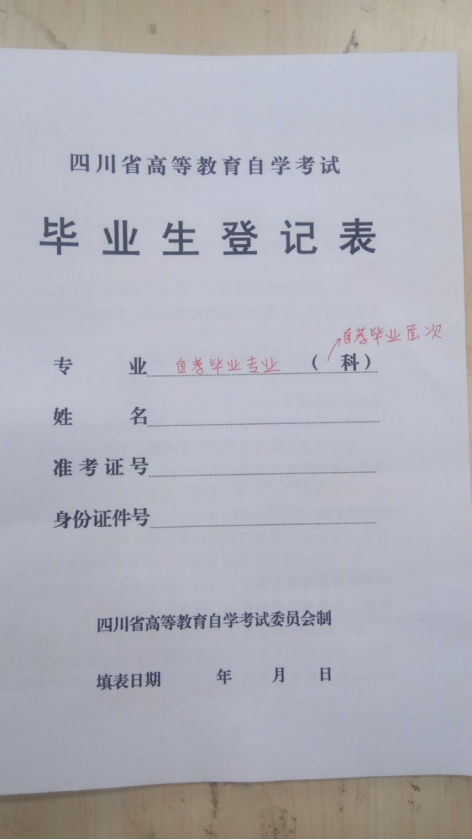 四川省高等教育自学考试
毕业生登记表
自考毕业层次
专 业 自考毕业专业 ( 科)
姓 名
准考证号
身份证件号
四川省高等教育自学考试委员会制
填表日期 年 月 日